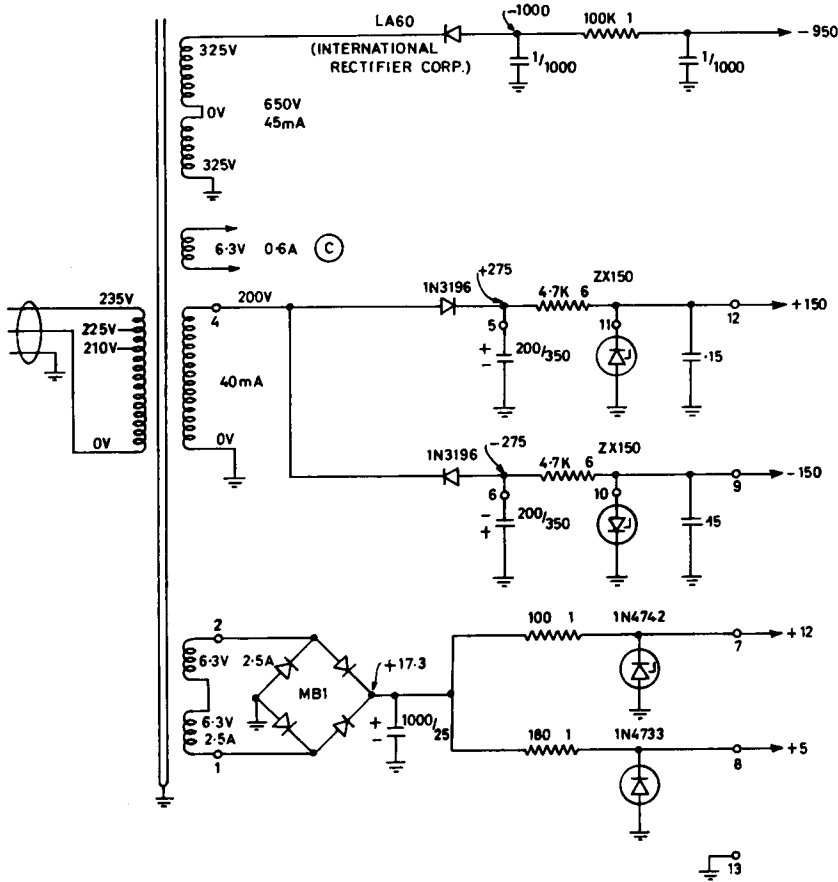 LA60
(INTERNATIONAL
RECTIFIER CORP.)
-1000
100K 1
-950
1/1000
1/1000
325V
0V
325V
650V
45mA
6·3V 0·6A C
235V
225V
210V
0V
200V
4
40mA
0V
1N3196
+275
4·7K 6
ZX150
+150
5
11
12
+
-
200/350
·15
1N3196
-275
4·7K 6
ZX150
-150
6
10
9
-
+
200/350
·15
2
6·3V
2·5A
6·3V
2·5A
1
MB1
+17·3
+
-
1000/25
100 1
1N4742
+12
7
180 1
1N4733
+5
8
13